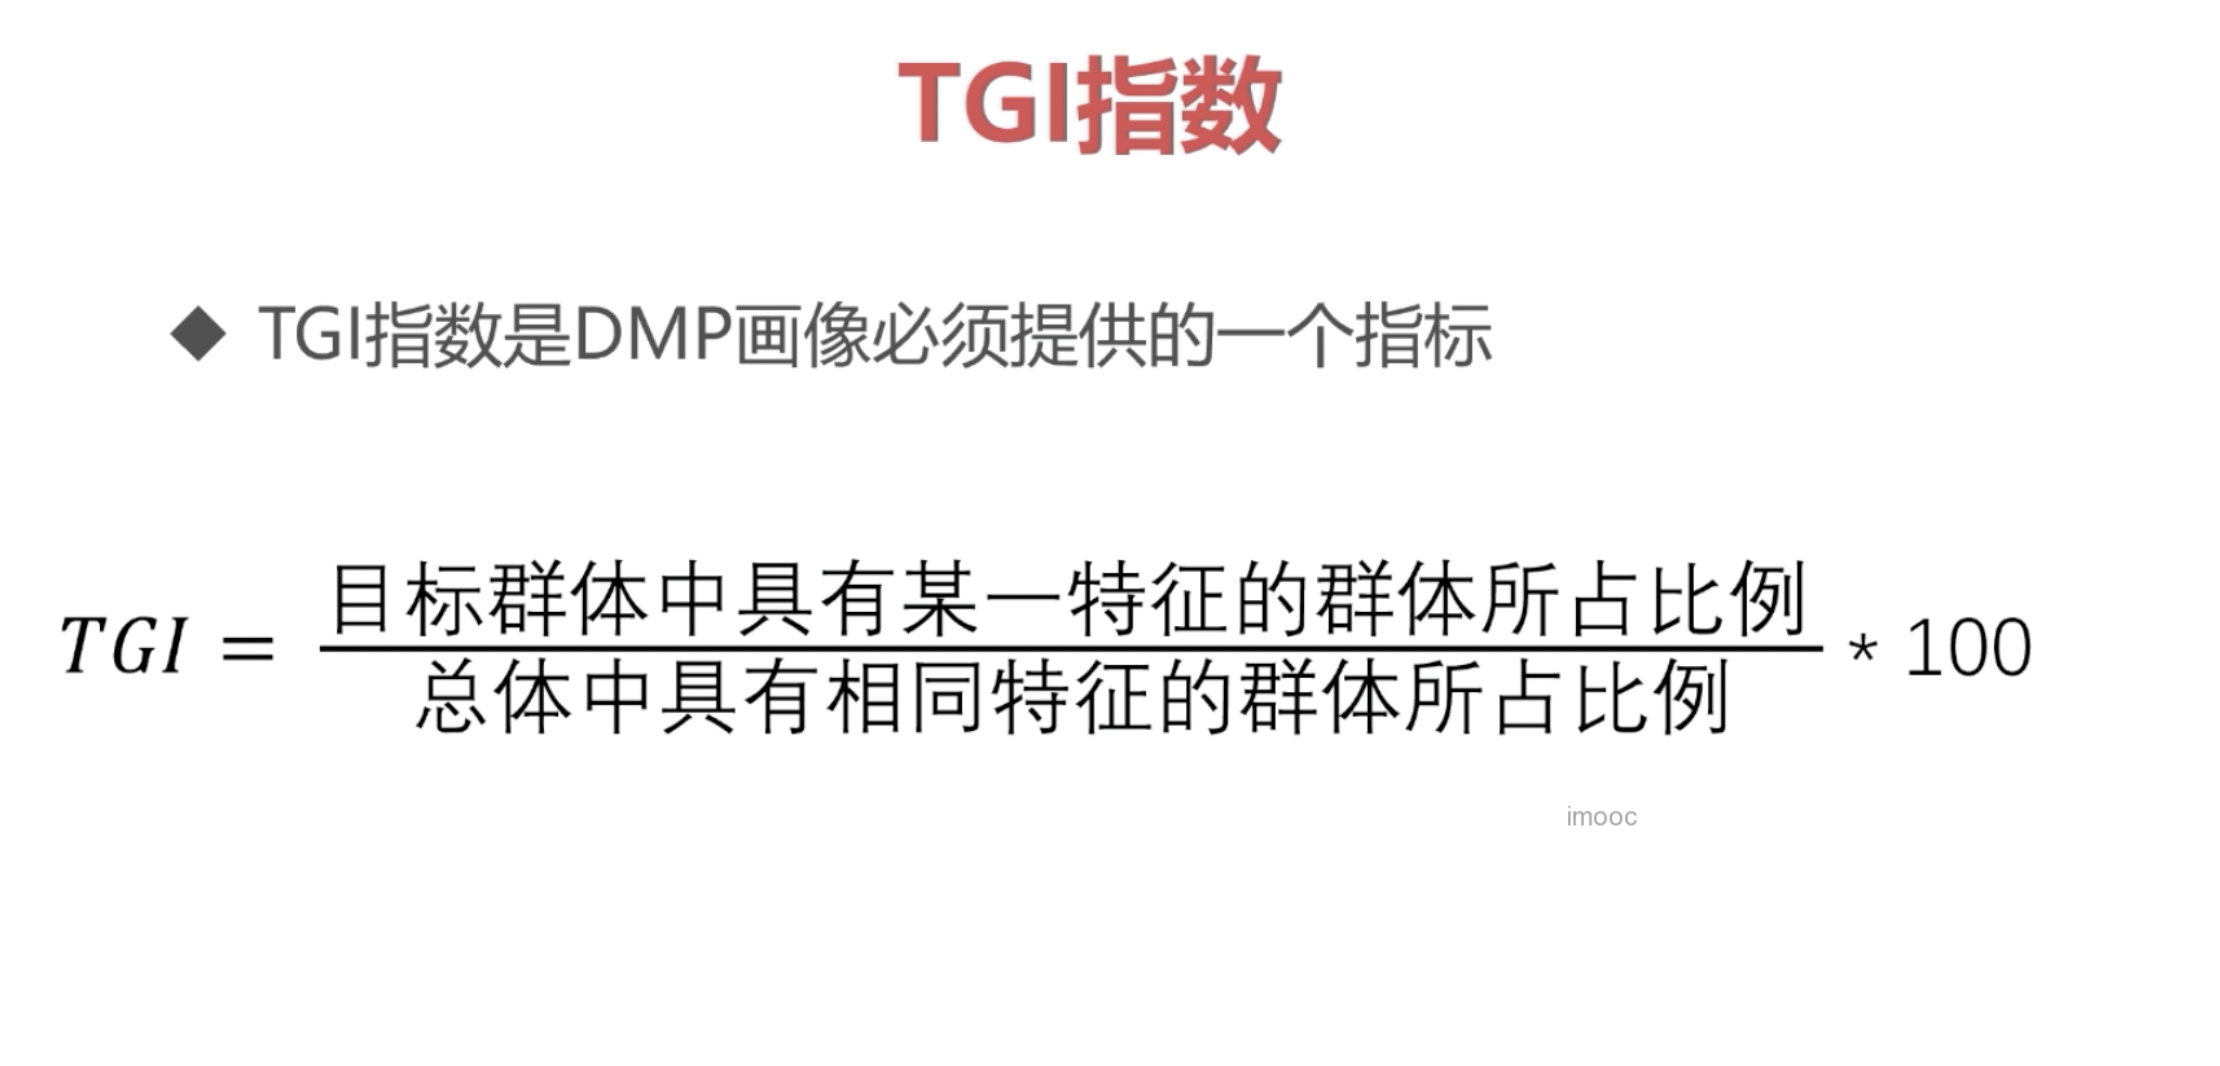 TGI指数
◆ TGI指数是DMP画像必须提供的一个指标
目标群体中具有某一特征的群体所占比例
TGI = * 100
总体中具有相同特征的群体所占比例
imooc